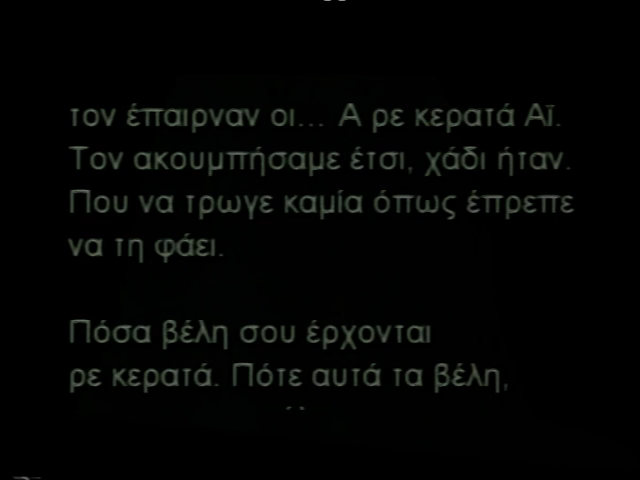 τον έπαιρναν οι... Α ρε κερατά Αϊ.
Τον ακουμπήσαμε έτσι, χάδι ήταν.
Που να τρωγε καμία όπως έπρεπε
να τη φάει.
Πόσα βέλη σου έρχονται
ρε κερατά. Πότε αυτά τα βέλη,